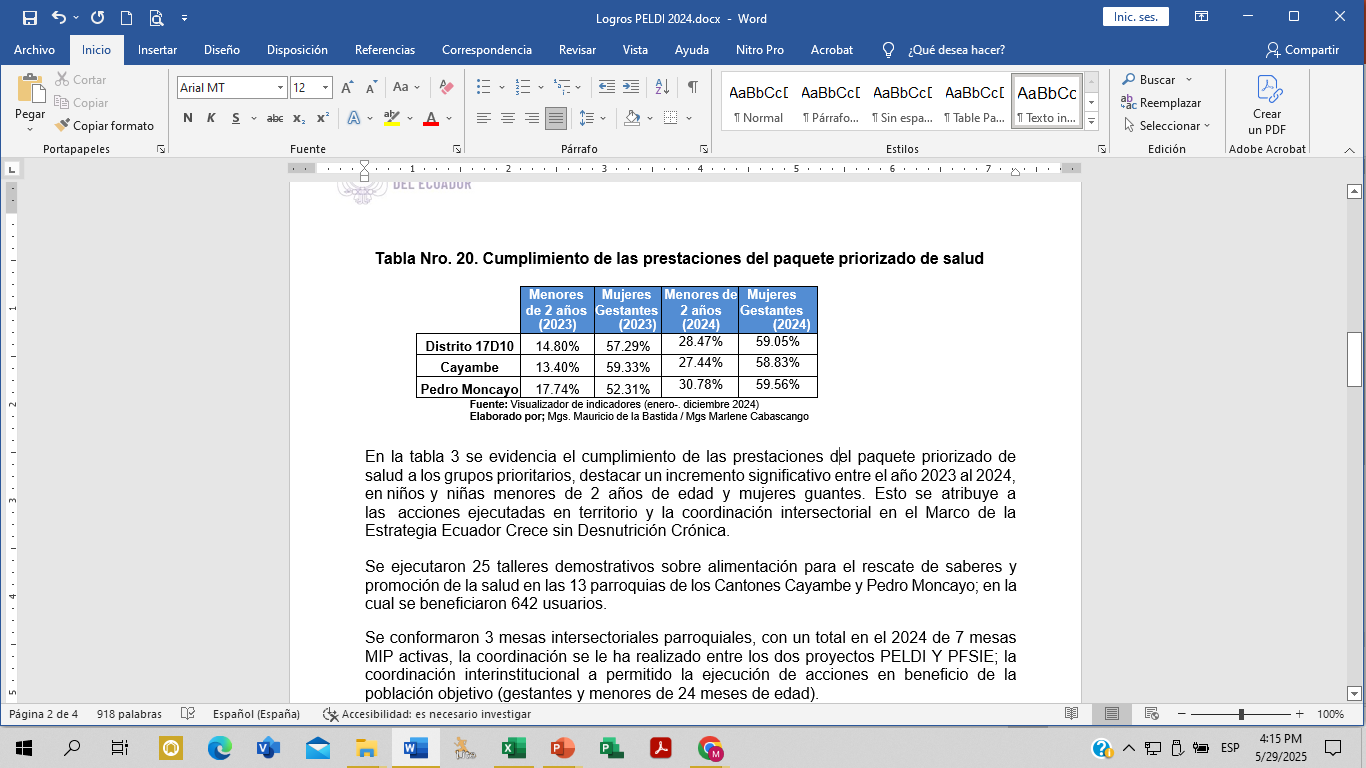 Logros PELDI 2024.docx - Word
Inic. ses.
Archivo Inicio Insertar Diseño Disposición Referencias Correspondencia Revisar Vista Ayuda Nitro Pro Acrobat ¿Qué desea hacer? Compartir
Pegar
Cortar
Copiar
Copiar formato
Portapapeles
Arial MT 12
N K S abc x₂ x²
Fuente
Párrafo
AaBbCcD AaBbCcD AaBbCcD AaBbCcD AaBbCc
¶ Normal ¶ Párrafo... ¶ Sin espa... ¶ Table Pa... ¶ Texto in...
Estilos
Buscar
Reemplazar
Seleccionar
Edición
Crear
un PDF
Adobe Acrobat
1 2 3 4 5 6 7
DEL ECUADOR
Tabla Nro. 20. Cumplimiento de las prestaciones del paquete priorizado de salud
Menores de 2 años (2023) Mujeres Gestantes (2023) Menores de 2 años (2024) Mujeres Gestantes (2024)
Distrito 17D10 14.80% 57.29% 28.47% 59.05%
Cayambe 13.40% 59.33% 27.44% 58.83%
Pedro Moncayo 17.74% 52.31% 30.78% 59.56%
Fuente: Visualizador de indicadores (enero-. diciembre 2024)
Elaborado por; Mgs. Mauricio de la Bastida / Mgs Marlene Cabascango
En la tabla 3 se evidencia el cumplimiento de las prestaciones del paquete priorizado de
salud a los grupos prioritarios, destacar un incremento significativo entre el año 2023 al 2024,
en niños y niñas menores de 2 años de edad y mujeres guantes. Esto se atribuye a
las acciones ejecutadas en territorio y la coordinación intersectorial en el Marco de la
Estrategia Ecuador Crece sin Desnutrición Crónica.
Se ejecutaron 25 talleres demostrativos sobre alimentación para el rescate de saberes y
promoción de la salud en las 13 parroquias de los Cantones Cayambe y Pedro Moncayo; en la
cual se beneficiaron 642 usuarios.
Se conformaron 3 mesas intersectoriales parroquiales, con un total en el 2024 de 7 mesas
MIP activas, la coordinación se le ha realizado entre los dos proyectos PELDI Y PFSIE; la
coordinación interinstitucional a permitido la ejecución de acciones en beneficio de la
población objetivo (gestantes y menores de 24 meses de edad).
Página 2 de 4 918 palabras Español (España) Accesibilidad: es necesario investigar 100%
ESP
4:15 PM
5/29/2025